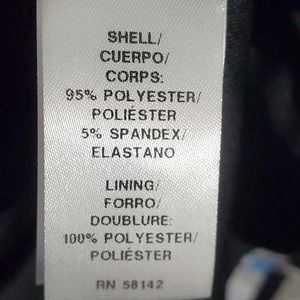 SHELL/
CUERPO/
CORPS:
95% POLYESTER/
POLIÉSTER
5% SPANDEX/
ELASTANO
LINING/
FORRO/
DOUBLURE:
100% POLYESTER/
POLIÉSTER
RN 58142